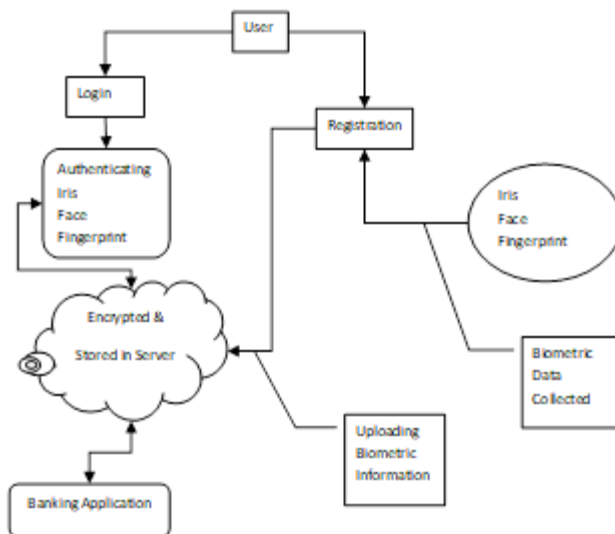 User
Login
Registration
Authenticating
Iris
Face
Fingerprint
Iris
Face
Fingerprint
Encrypted &
Stored in Server
Biometric
Data
Collected
Uploading
Biometric
Information
Banking Application